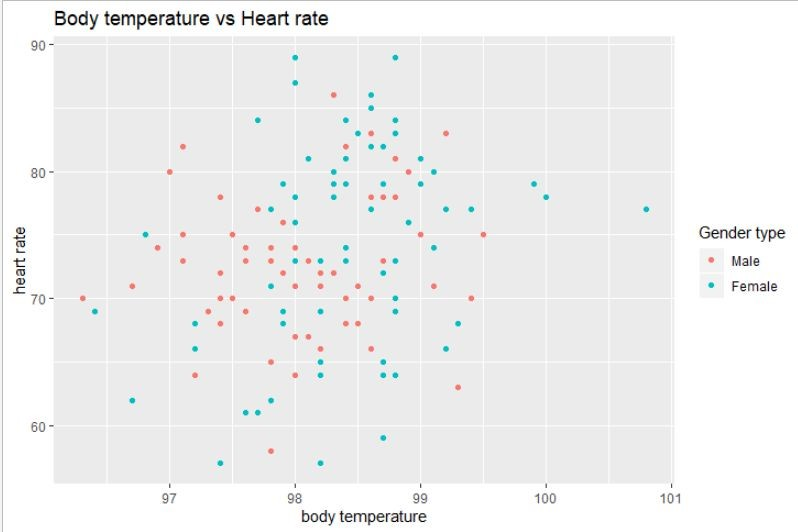 Body temperature vs Heart rate
90
80
70
60
heart rate
97 98 99 100 101
body temperature
Gender type
Male
Female